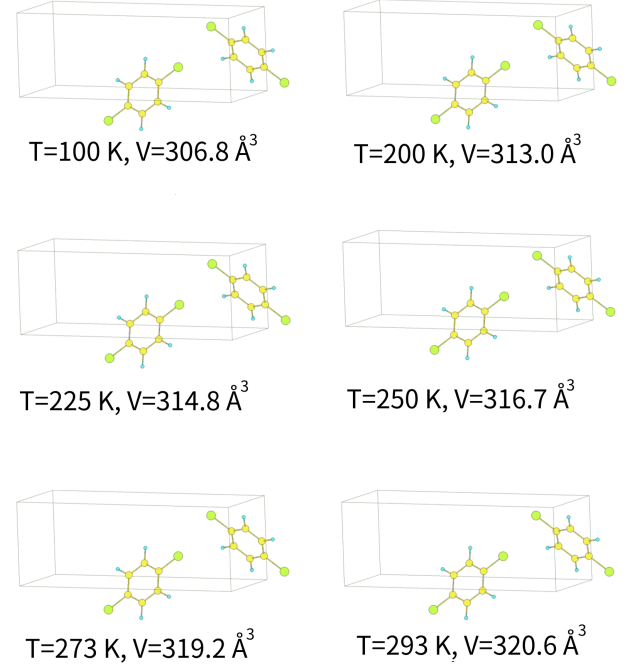 T=100 K, V=306.8 Å³
T=200 K, V=313.0 Å³
T=225 K, V=314.8 Å³
T=250 K, V=316.7 Å³
T=273 K, V=319.2 Å³
T=293 K, V=320.6 Å³